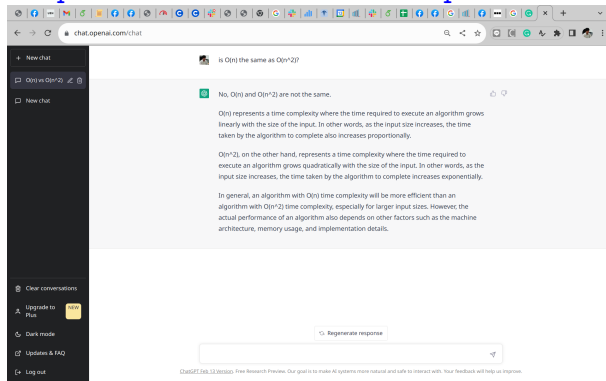 chat.openai.com/chat
+ New chat
O(n) vs O(n^2)
New chat
is O(n) the same as O(n^2)?
No, O(n) and O(n^2) are not the same.
O(n) represents a time complexity where the time required to execute an algorithm grows
linearly with the size of the input. In other words, as the input size increases, the time
taken by the algorithm to complete also increases proportionally.
O(n^2), on the other hand, represents a time complexity where the time required to
execute an algorithm grows quadratically with the size of the input. In other words, as the
input size increases, the time taken by the algorithm to complete increases exponentially.
In general, an algorithm with O(n) time complexity will be more efficient than an
algorithm with O(n^2) time complexity, especially for larger input sizes. However, the
actual performance of an algorithm also depends on other factors such as the machine
architecture, memory usage, and implementation details.
Clear conversations
Upgrade to
Plus
NEW
Dark mode
Updates & FAQ
Log out
Regenerate response
ChatGPT Feb 13 Version. Free Research Preview. Our goal is to make AI systems more natural and safe to interact with. Your feedback will help us improve.